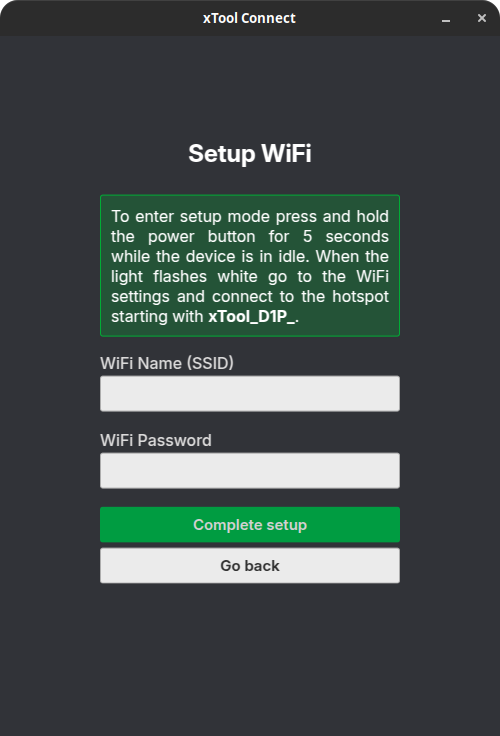 xTool Connect
Setup WiFi
To enter setup mode press and hold
the power button for 5 seconds
while the device is in idle. When the
light flashes white go to the WiFi
settings and connect to the hotspot
starting with xTool_D1P_.
WiFi Name (SSID)
WiFi Password
Complete setup
Go back